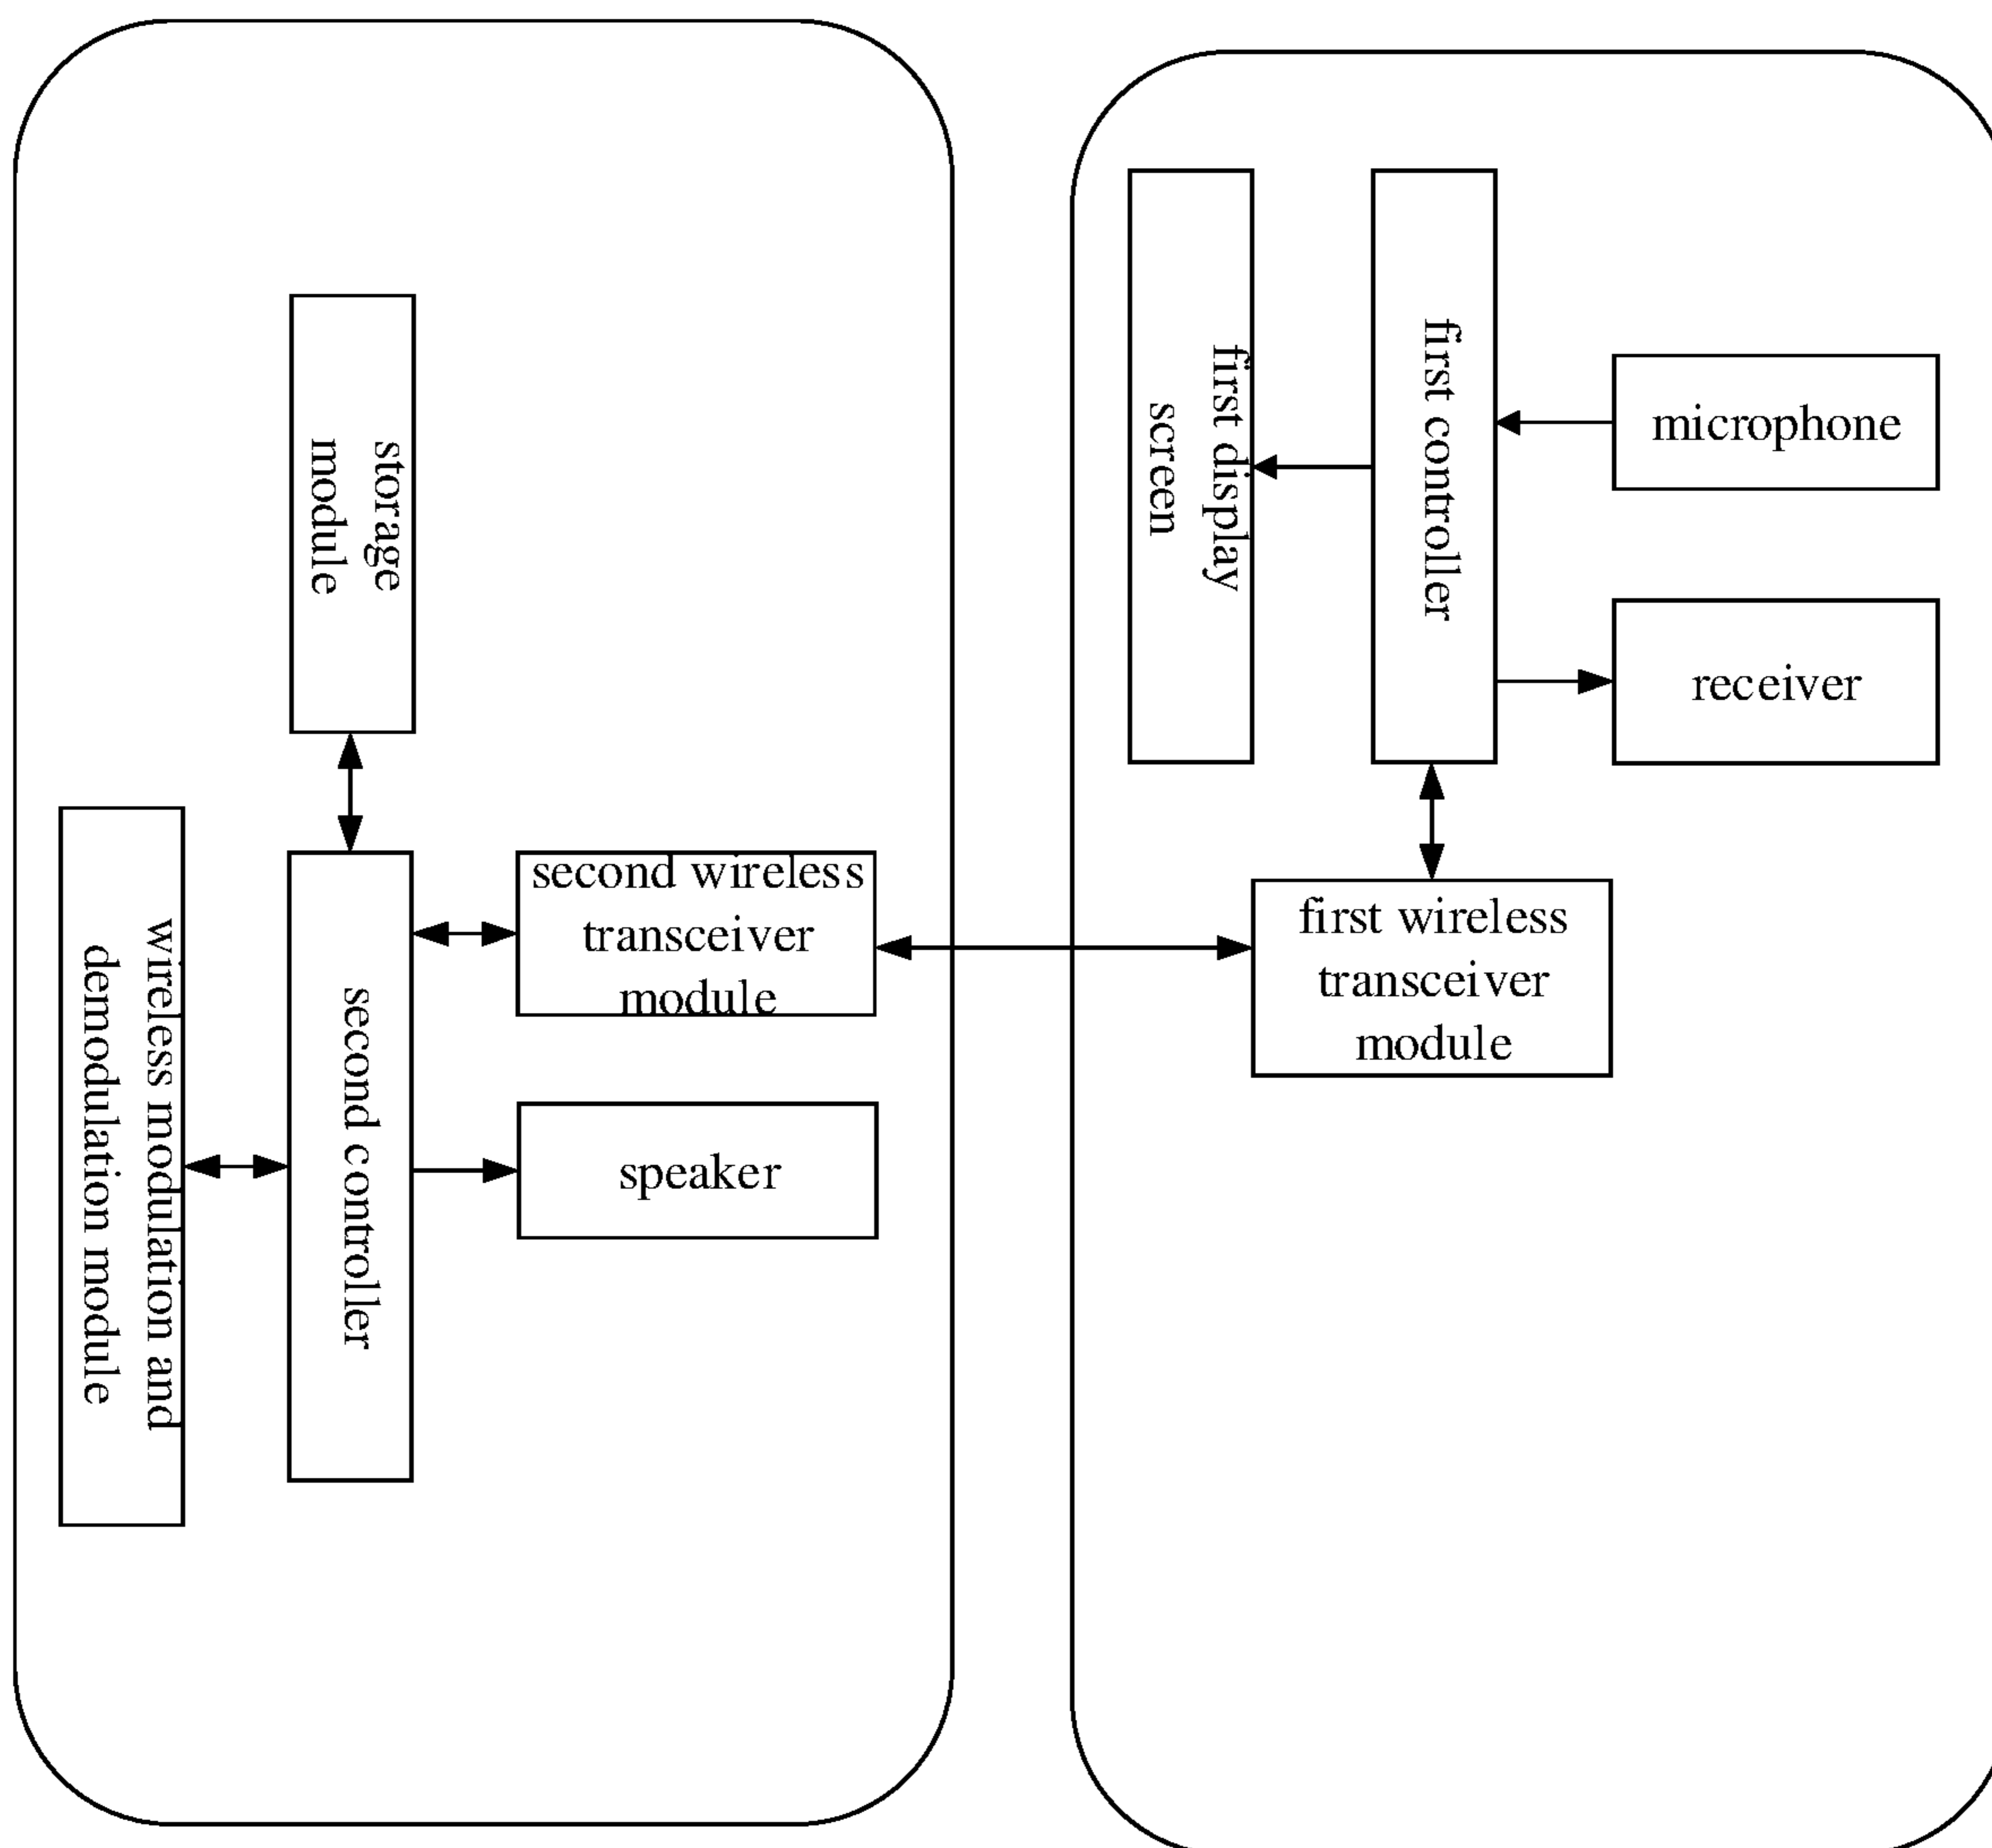 storage
module
wireless modulation and
demodulation module
second controller
second wireless
transceiver
module
speaker
first display
screen
first controller
microphone
receiver
first wireless
transceiver
module